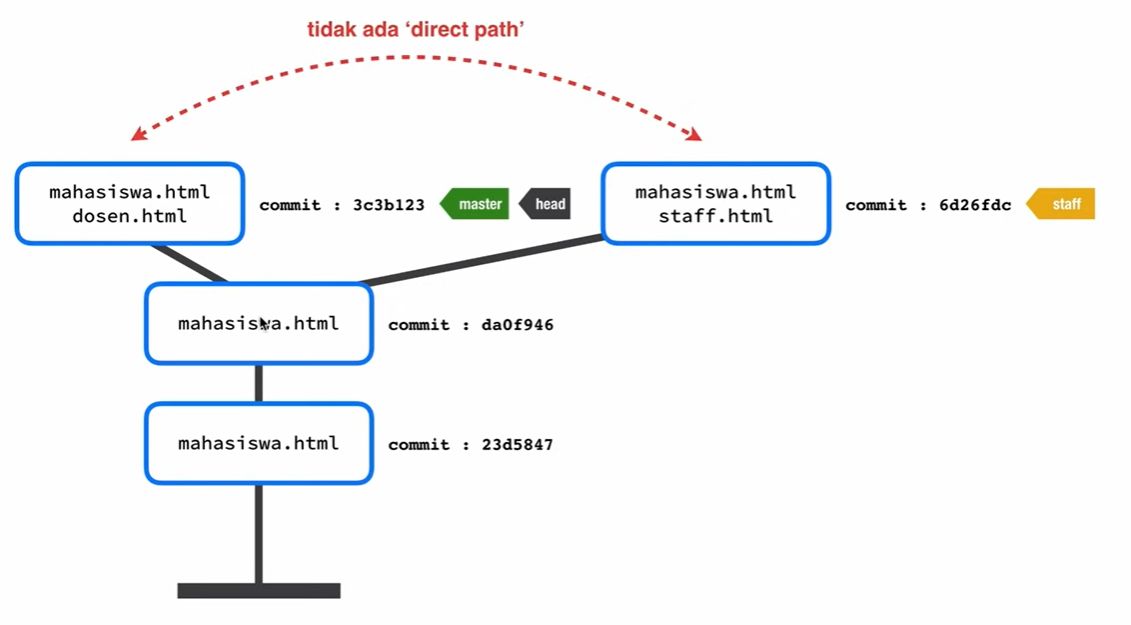 tidak ada ‘direct path’
mahasiswa.html
dosen.html
commit : 3c3b123
master
head
mahasiswa.html
staff.html
commit : 6d26fdc
staff
mahasiswa.html
commit : da0f946
mahasiswa.html
commit : 23d5847